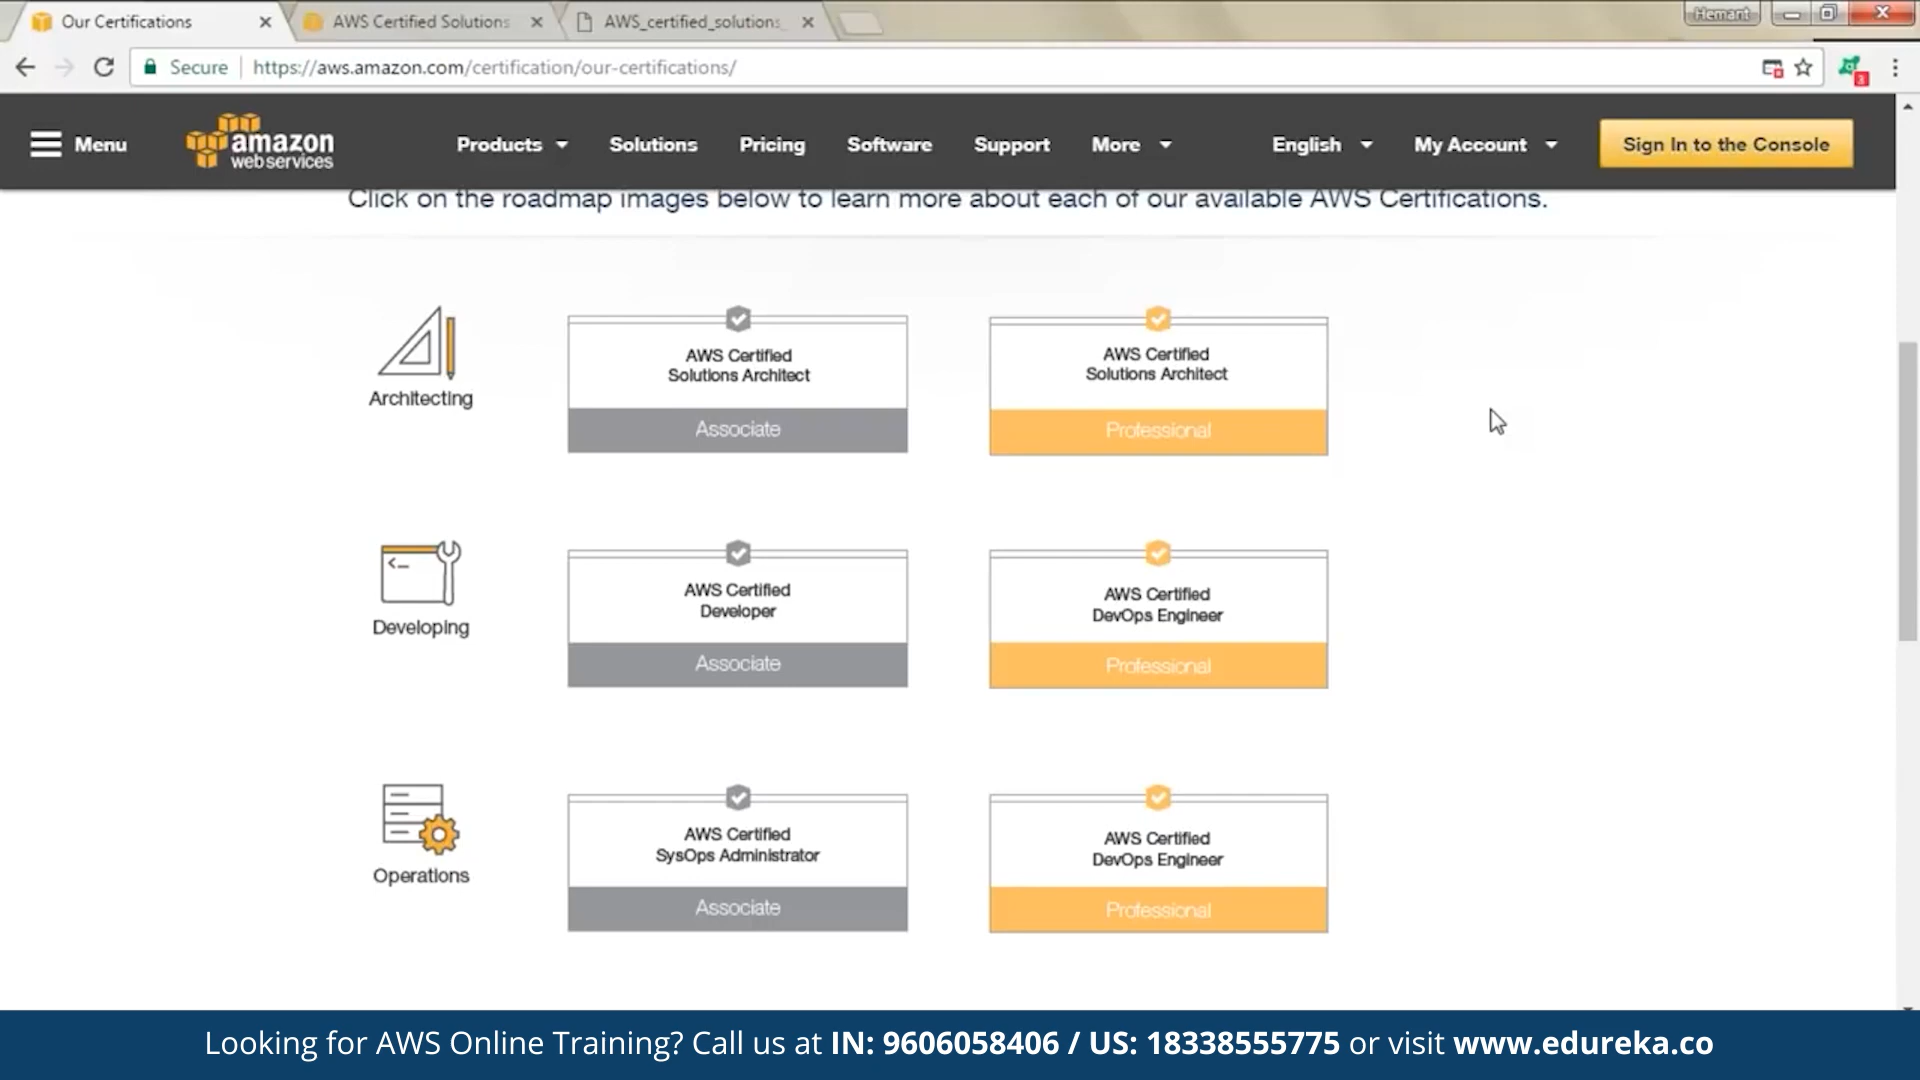 Our Certifications
AWS Certified Solutions
AWS_certified_solutions_
Hemant
Secure
https://aws.amazon.com/certification/our-certifications/
3
Menu
amazon
web services
Products
Solutions
Pricing
Software
Support
More
English
My Account
Sign In to the Console
Click on the roadmap images below to learn more about each of our available AWS Certifications.
Architecting
AWS Certified
Solutions Architect
Associate
AWS Certified
Solutions Architect
Professional
Developing
AWS Certified
Developer
Associate
AWS Certified
DevOps Engineer
Professional
Operations
AWS Certified
SysOps Administrator
Associate
AWS Certified
DevOps Engineer
Professional
Looking for AWS Online Training? Call us at IN: 9606058406 / US: 18338555775 or visit www.edureka.co